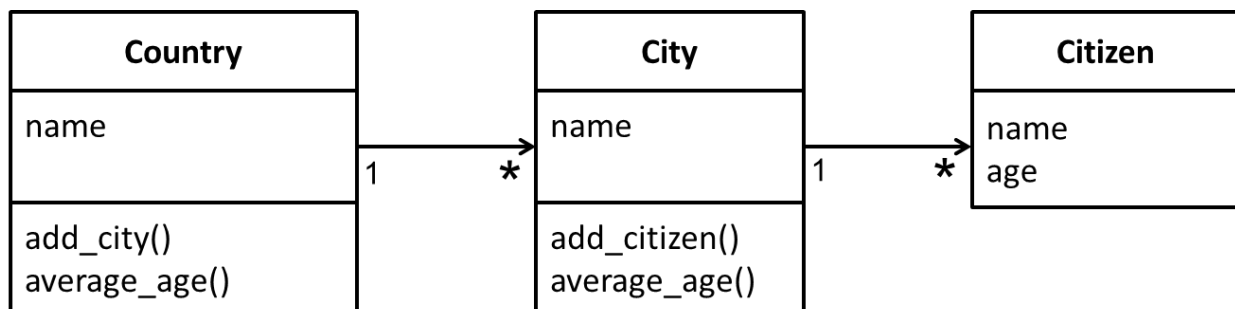 Country
name
add_city()
average_age()
1
*
City
name
add_citizen()
average_age()
1
*
Citizen
name
age